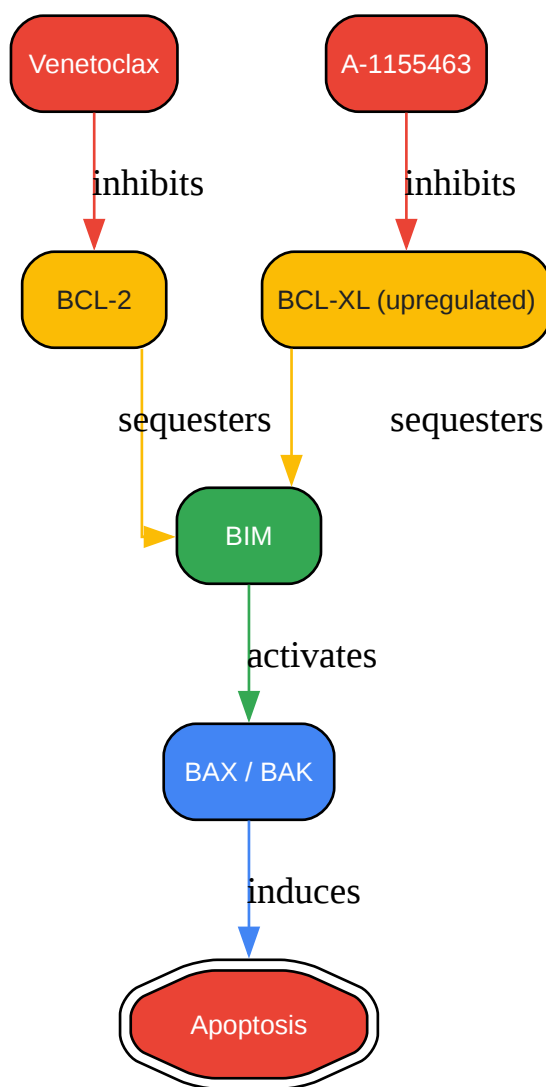 Venetoclax
A-1155463
inhibits
inhibits
BCL-2
BCL-XL (upregulated)
sequesters
sequesters
BIM
activates
BAX / BAK
induces
Apoptosis